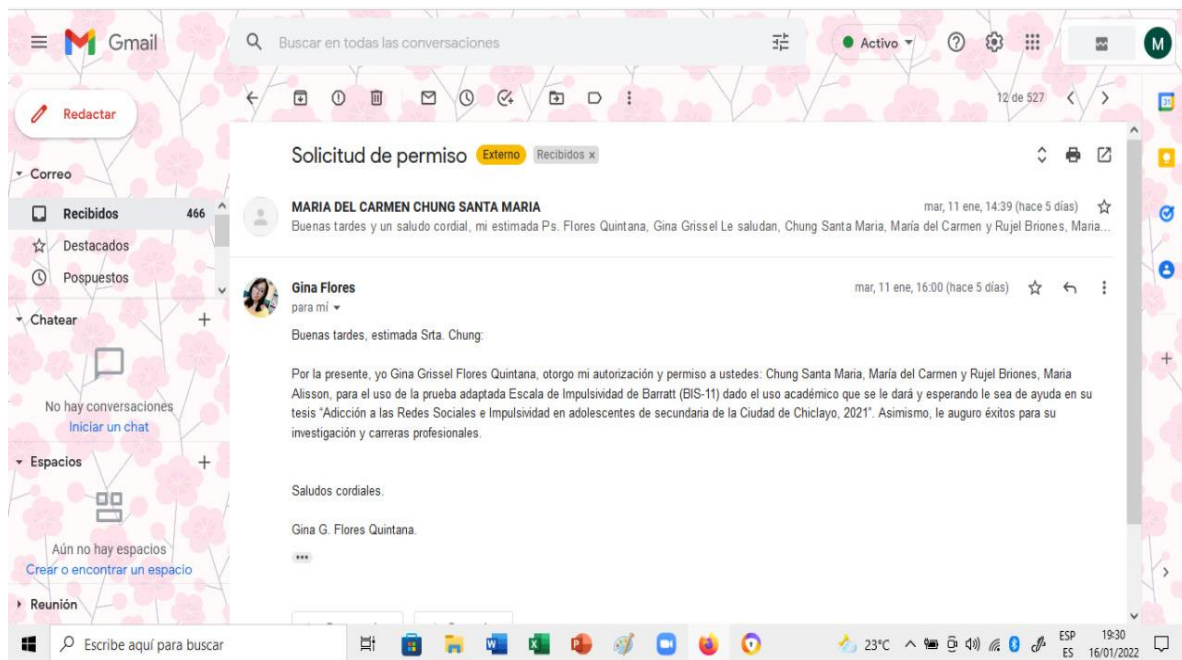 Gmail
Buscar en todas las conversaciones
Activo
M
Redactar
12 de 527
31
Correo
Solicitud de permiso Externo Recibidos x
Recibidos 466
MARIA DEL CARMEN CHUNG SANTA MARIA mar, 11 ene, 14:39 (hace 5 días)
Buenas tardes y un saludo cordial, mi estimada Ps. Flores Quintana, Gina Grissel Le saludan, Chung Santa Maria, María del Carmen y Rujel Briones, Maria...
Destacados
Pospuestos
Gina Flores mar, 11 ene, 16:00 (hace 5 días)
para mí
Chatear +
Buenas tardes, estimada Srta. Chung:
Por la presente, yo Gina Grissel Flores Quintana, otorgo mi autorización y permiso a ustedes: Chung Santa Maria, María del Carmen y Rujel Briones, Maria
Alisson, para el uso de la prueba adaptada Escala de Impulsividad de Barratt (BIS-11) dado el uso académico que se le dará y esperando le sea de ayuda en su
tesis “Adicción a las Redes Sociales e Impulsividad en adolescentes de secundaria de la Ciudad de Chiclayo, 2021”. Asimismo, le auguro éxitos para su
investigación y carreras profesionales.
No hay conversaciones
Iniciar un chat
Espacios +
Saludos cordiales.
Gina G. Flores Quintana.
...
Aún no hay espacios
Crear o encontrar un espacio
Reunión
Escribe aquí para buscar
23°C
ESP
ES
19:30
16/01/2022